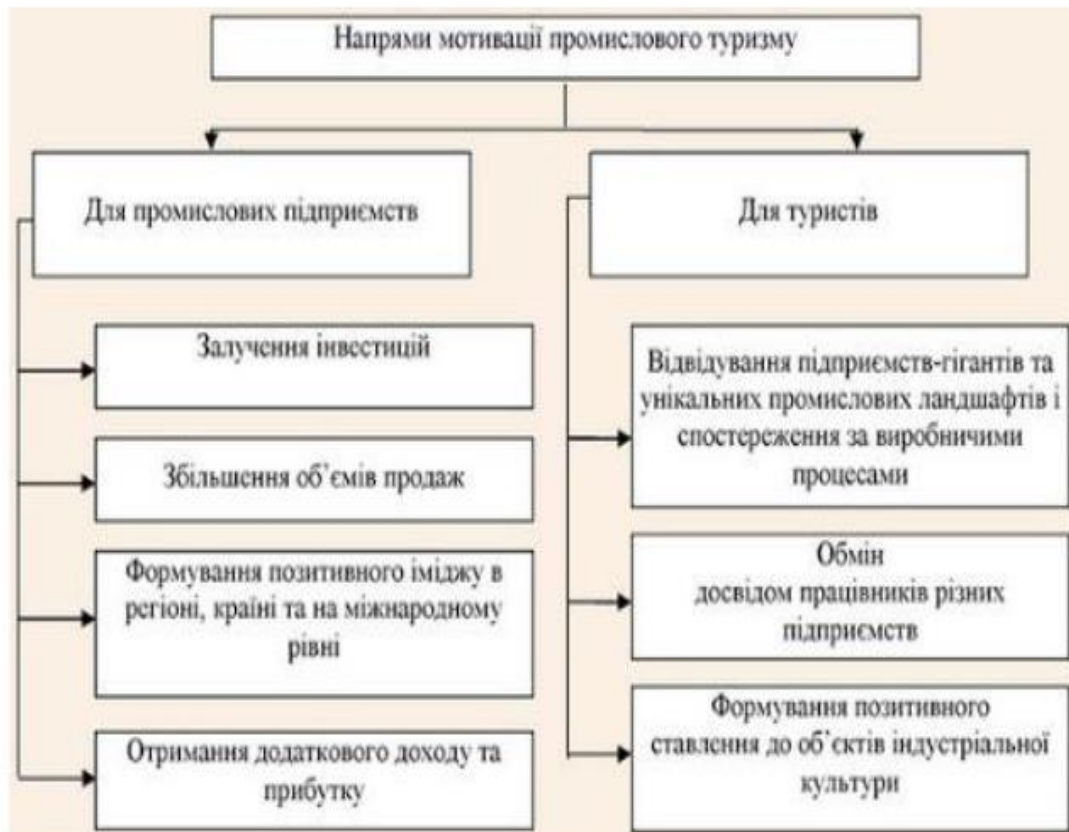 Напрями мотивації промислового туризму
Для промислових підприємств
Залучення інвестицій
Збільшення об’ємів продаж
Формування позитивного іміджу в
регіоні, країні та на міжнародному
рівні
Отримання додаткового доходу та
прибутку
Для туристів
Відвідування підприємств-гігантів та
унікальних промислових ландшафтів і
спостереження за виробничими
процесами
Обмін
досвідом працівників різних
підприємств
Формування позитивного
ставлення до об’єктів індустріальної
культури